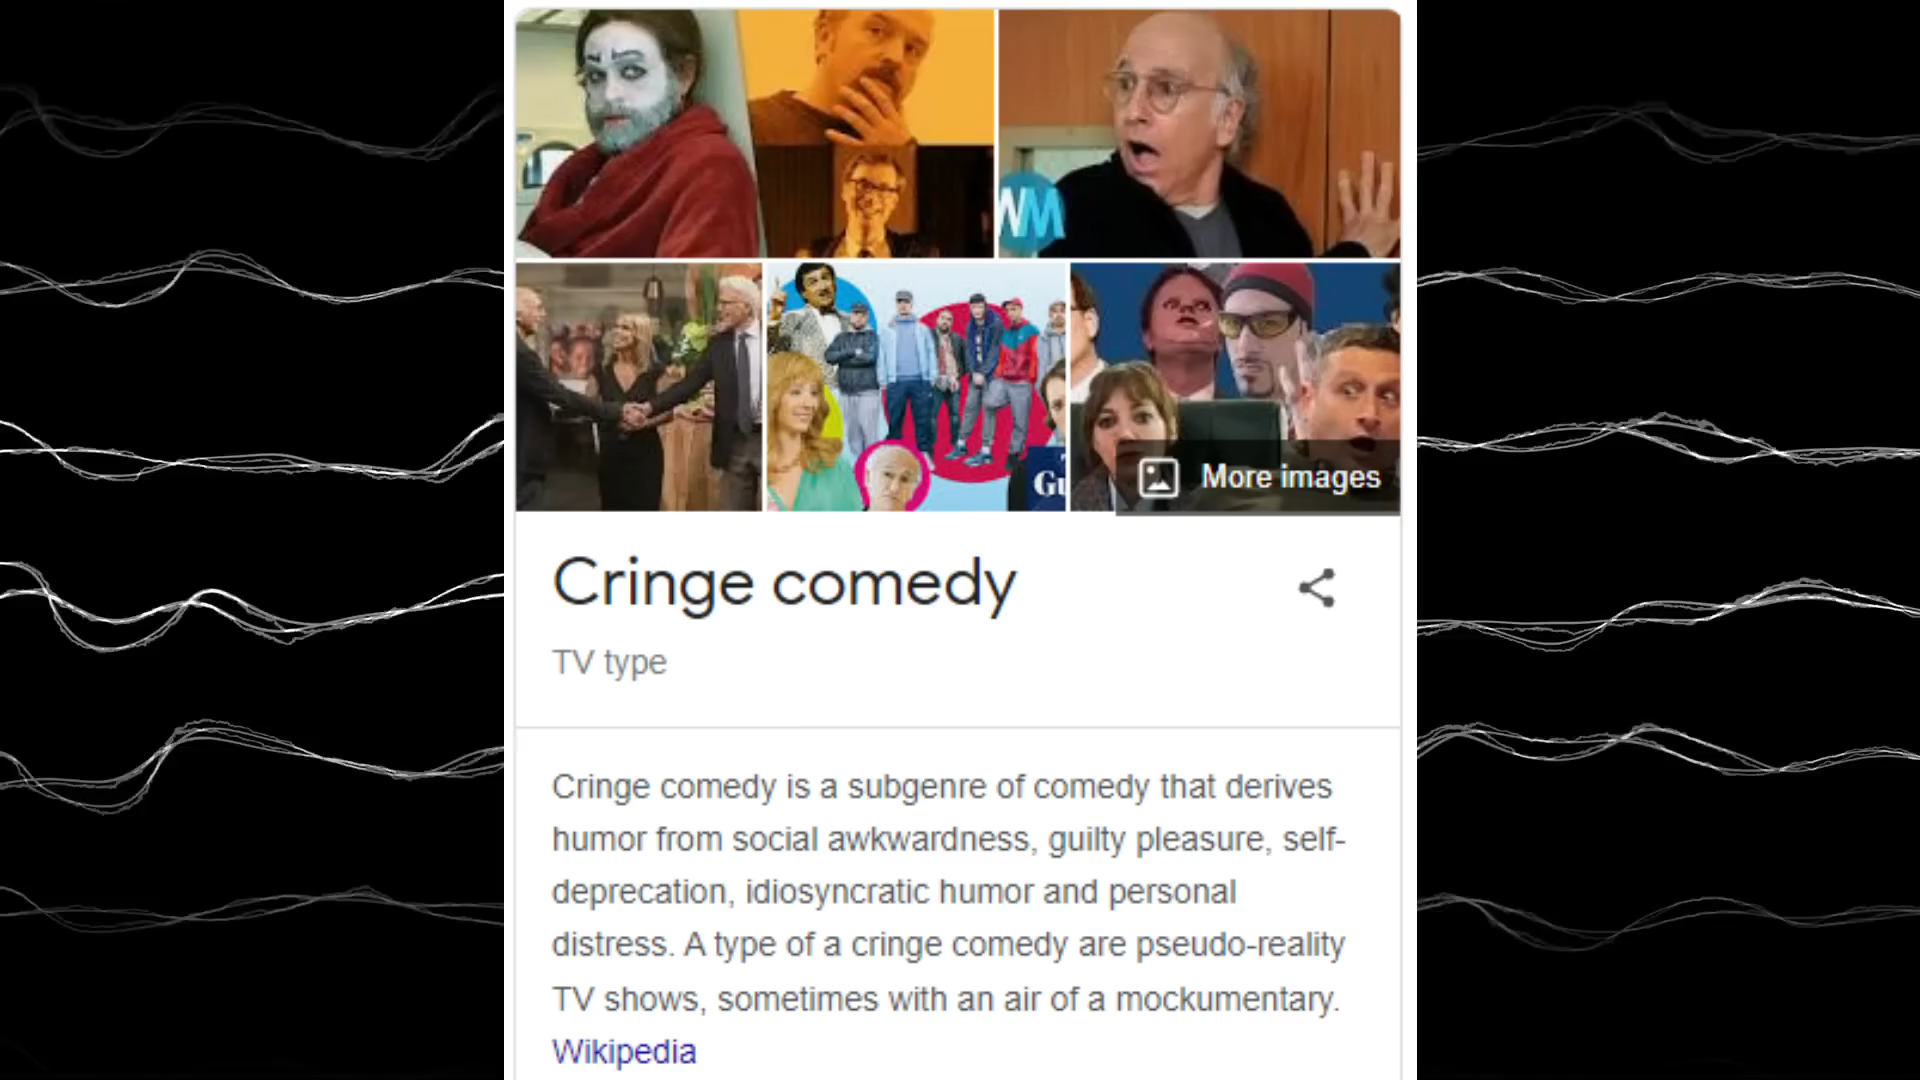 WM
Gu
More images
Cringe comedy
TV type
Cringe comedy is a subgenre of comedy that derives
humor from social awkwardness, guilty pleasure, self-
deprecation, idiosyncratic humor and personal
distress. A type of a cringe comedy are pseudo-reality
TV shows, sometimes with an air of a mockumentary.
Wikipedia